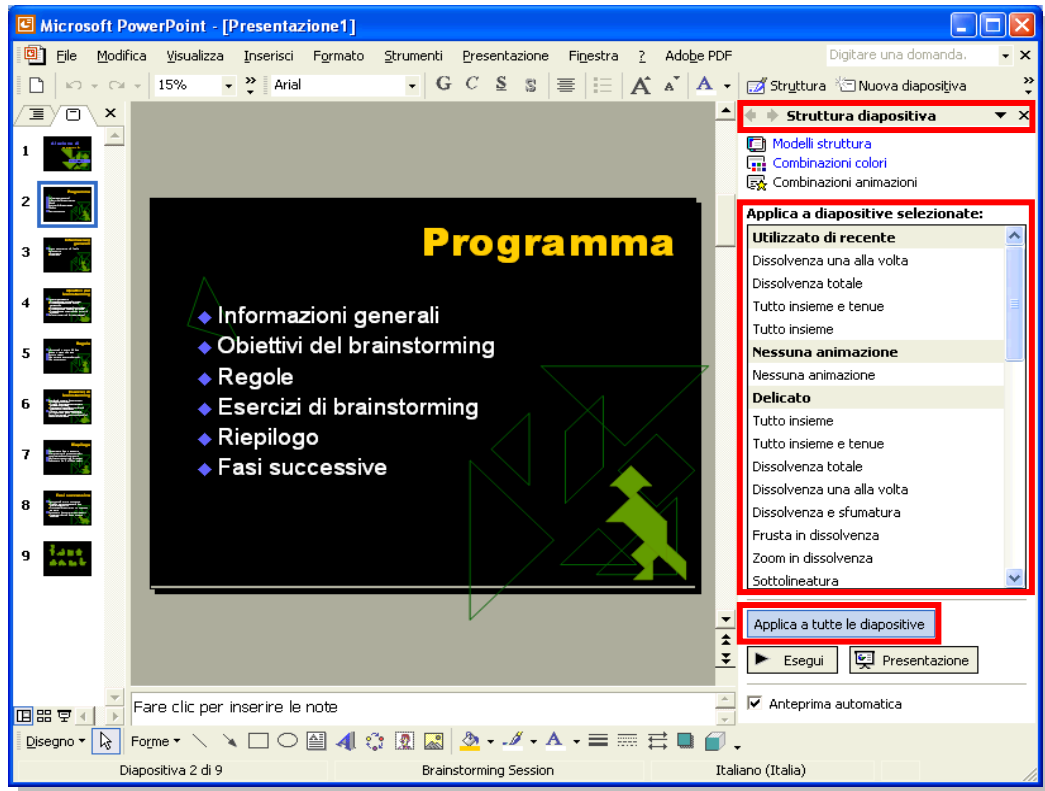 Microsoft PowerPoint - [Presentazione1]
File Modifica Visualizza Inserisci Formato Strumenti Presentazione Finestra ? Adobe PDF Digitare una domanda.
15% Arial G C S S A A A Struttura Nuova diapositiva
Struttura diapositiva
Modelli struttura
Combinazioni colori
Combinazioni animazioni
Applica a diapositive selezionate:
Utilizzato di recente
Dissolvenza una alla volta
Dissolvenza totale
Tutto insieme e tenue
Tutto insieme
Nessuna animazione
Nessuna animazione
Delicato
Tutto insieme
Tutto insieme e tenue
Dissolvenza totale
Dissolvenza una alla volta
Dissolvenza e sfumatura
Frusta in dissolvenza
Zoom in dissolvenza
Sottolineatura
Applica a tutte le diapositive
Esegui Presentazione
Anteprima automatica
1
2
3
4
5
6
7
8
9
Programma
Informazioni generali
Obiettivi del brainstorming
Regole
Esercizi di brainstorming
Riepilogo
Fasi successive
Fare clic per inserire le note
Disegno Forme
Diapositiva 2 di 9 Brainstorming Session Italiano (Italia)